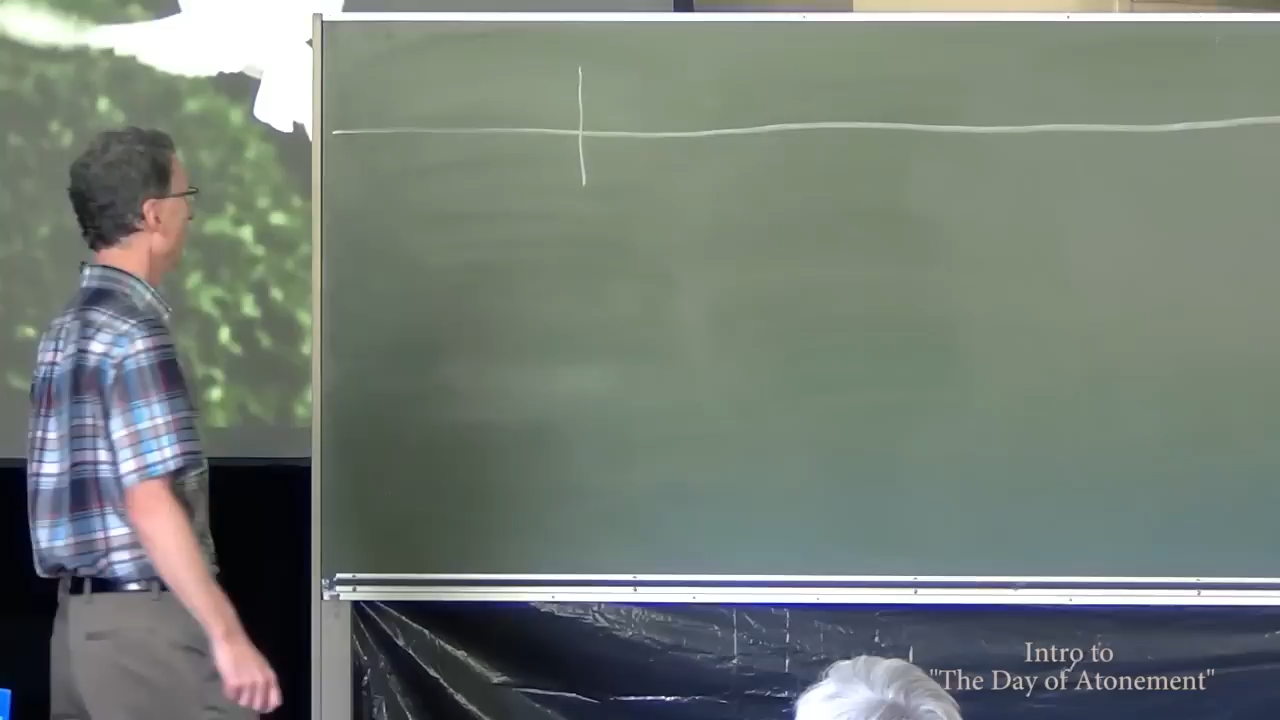 Intro to
"The Day of Atonement"